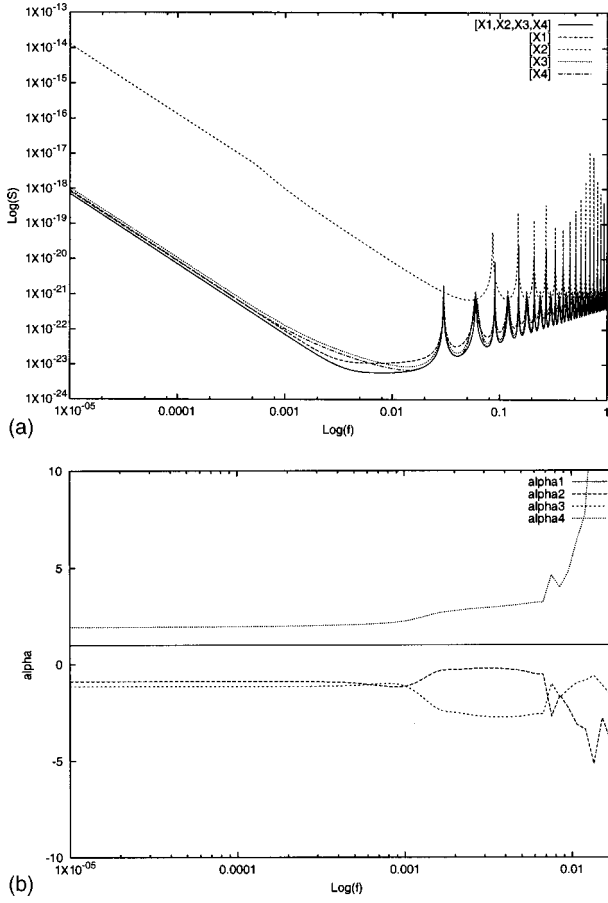 1X10^-13
1X10^-14
1X10^-15
1X10^-16
1X10^-17
1X10^-18
1X10^-19
1X10^-20
1X10^-21
1X10^-22
1X10^-23
1X10^-24
Log(S)
[X1,X2,X3,X4]
[X1]
[X2]
[X3]
[X4]
1X10^-05 0.0001 0.001 0.01 0.1 1
Log(f)
(a)
10
5
0
-5
-10
alpha
alpha1
alpha2
alpha3
alpha4
1X10^-05 0.0001 0.001 0.01
Log(f)
(b)